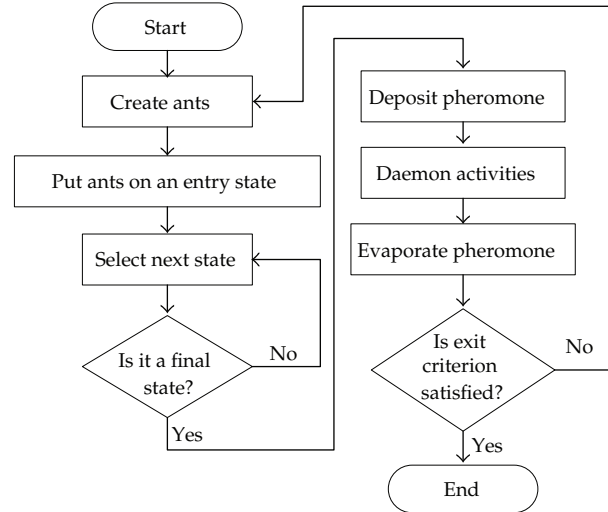 Start
Create ants
Put ants on an entry state
Select next state
Is it a final
state?
No
Yes
Deposit pheromone
Daemon activities
Evaporate pheromone
Is exit
criterion
satisfied?
No
Yes
End